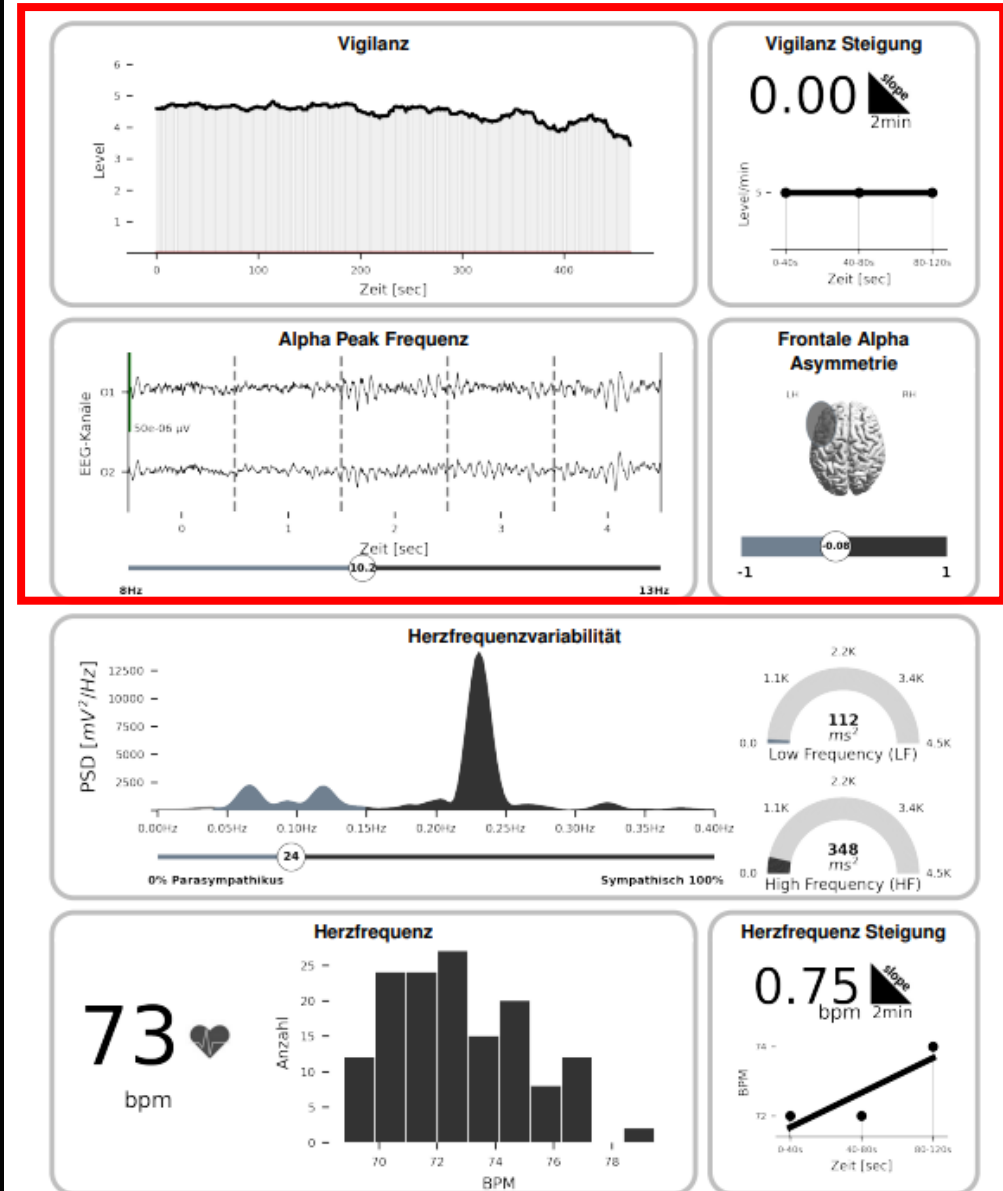 Vigilanz
6
5
4
3
2
1
Level
0 100 200 300 400
Zeit [sec]
Vigilanz Steigung
0.00
slope
2min
Level/min
5
0-40s 40-80s 80-120s
Zeit [sec]
Alpha Peak Frequenz
EEG-Kanäle
O1
50e-06 µV
O2
0 1 2 3 4
Zeit [sec]
10.2
8Hz 13Hz
Frontale Alpha
Asymmetrie
LH RH
-0.08
-1 1
Herzfrequenzvariabilität
PSD [mV²/Hz]
12500
10000
7500
5000
2500
0.00Hz 0.05Hz 0.10Hz 0.15Hz 0.20Hz 0.25Hz 0.30Hz 0.35Hz 0.40Hz
24
0% Parasympathikus Sympathisch 100%
2.2K
1.1K 3.4K
112
ms²
0.0 4.5K
Low Frequency (LF)
2.2K
1.1K 3.4K
348
ms²
0.0 4.5K
High Frequency (HF)
Herzfrequenz
73
bpm
Anzahl
25
20
15
10
5
0
70 72 74 76 78
BPM
Herzfrequenz Steigung
0.75
bpm
slope
2min
BPM
74
72
0-40s 40-80s 80-120s
Zeit [sec]